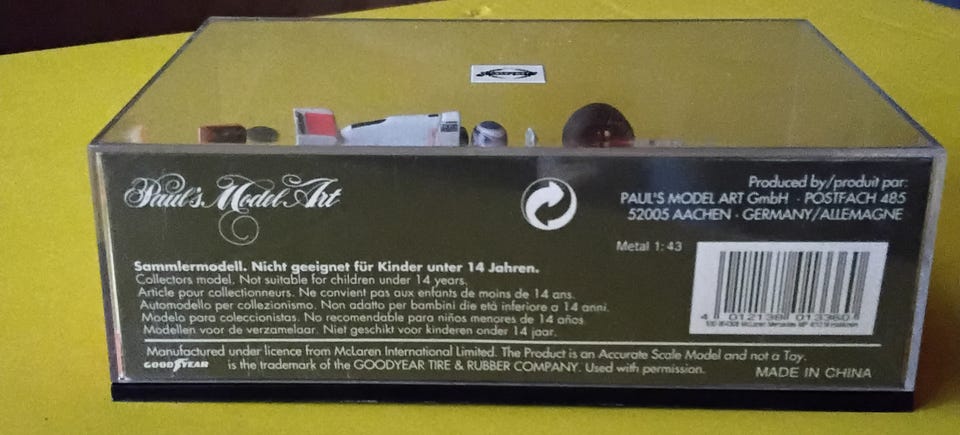 Paul's Model Art
Produced by/produit par:
PAUL'S MODEL ART GmbH · POSTFACH 485
52005 AACHEN · GERMANY/ALLEMAGNE
Metal 1:43
Sammlermodell. Nicht geeignet für Kinder unter 14 Jahren.
Collectors model. Not suitable for children under 14 years.
Article pour collectionneurs. Ne convient pas aux enfants de moins de 14 ans.
Automodello per collezionismo. Non adatto per bambini die età inferiore a 14 anni.
Modelo para coleccionistas. No recomendable para niños menores de 14 años.
Modellen voor de verzamelaar. Niet geschikt voor kinderen onder 14 jaar.
4 012138 013360
McLaren Mercedes
Manufactured under licence from McLaren International Limited. The Product is an Accurate Scale Model and not a Toy.
GOODYEAR is the trademark of the GOODYEAR TIRE & RUBBER COMPANY. Used with permission.
MADE IN CHINA